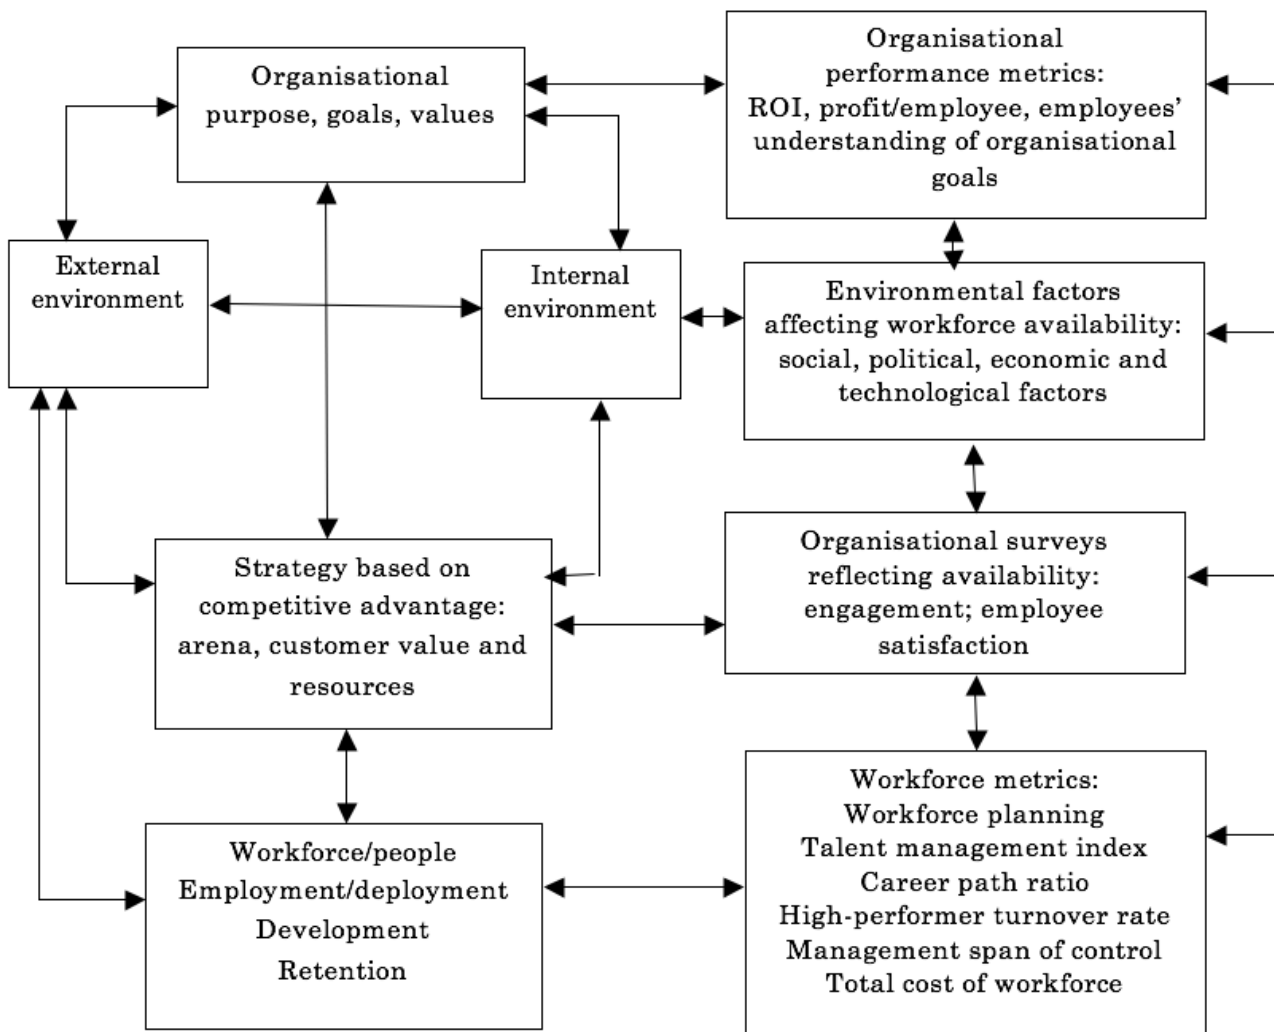 Organisational
purpose, goals, values
Organisational
performance metrics:
ROI, profit/employee, employees’
understanding of organisational
goals
External
environment
Internal
environment
Environmental factors
affecting workforce availability:
social, political, economic and
technological factors
Strategy based on
competitive advantage:
arena, customer value and
resources
Organisational surveys
reflecting availability:
engagement; employee
satisfaction
Workforce/people
Employment/deployment
Development
Retention
Workforce metrics:
Workforce planning
Talent management index
Career path ratio
High-performer turnover rate
Management span of control
Total cost of workforce